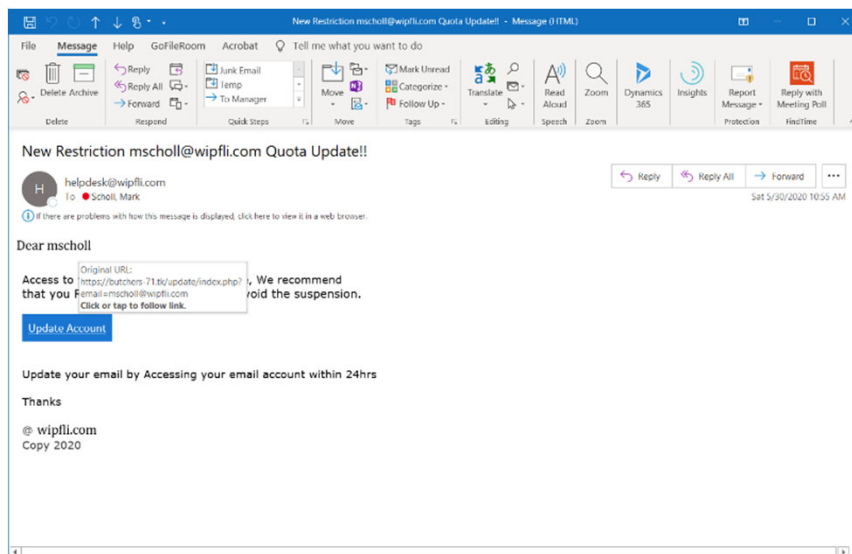 New Restriction mscholl@wipfli.com Quota Update!! - Message (HTML)
File Message Help GoFileRoom Acrobat Tell me what you want to do
Delete Archive
Reply
Reply All
Forward
Junk Email
Temp
To Manager
Move
Mark Unread
Categorize
Follow Up
Translate
Read Aloud
Zoom
Dynamics 365
Insights
Report Message
Reply with Meeting Poll
Delete Respond Quick Steps Move Tags Editing Speech Zoom Protection FindTime
New Restriction mscholl@wipfli.com Quota Update!!
H
helpdesk@wipfli.com
To Scholl, Mark
Reply Reply All Forward
Sat 5/30/2020 10:55 AM
If there are problems with how this message is displayed, click here to view it in a web browser.
Dear mscholl
Original URL:
https://butchers-71.tk/update/index.php?
email=mscholl@wipfli.com
Click or tap to follow link.
Access to , We recommend
that you the suspension.
Update Account
Update your email by Accessing your email account within 24hrs
Thanks
@ wipfli.com
Copy 2020